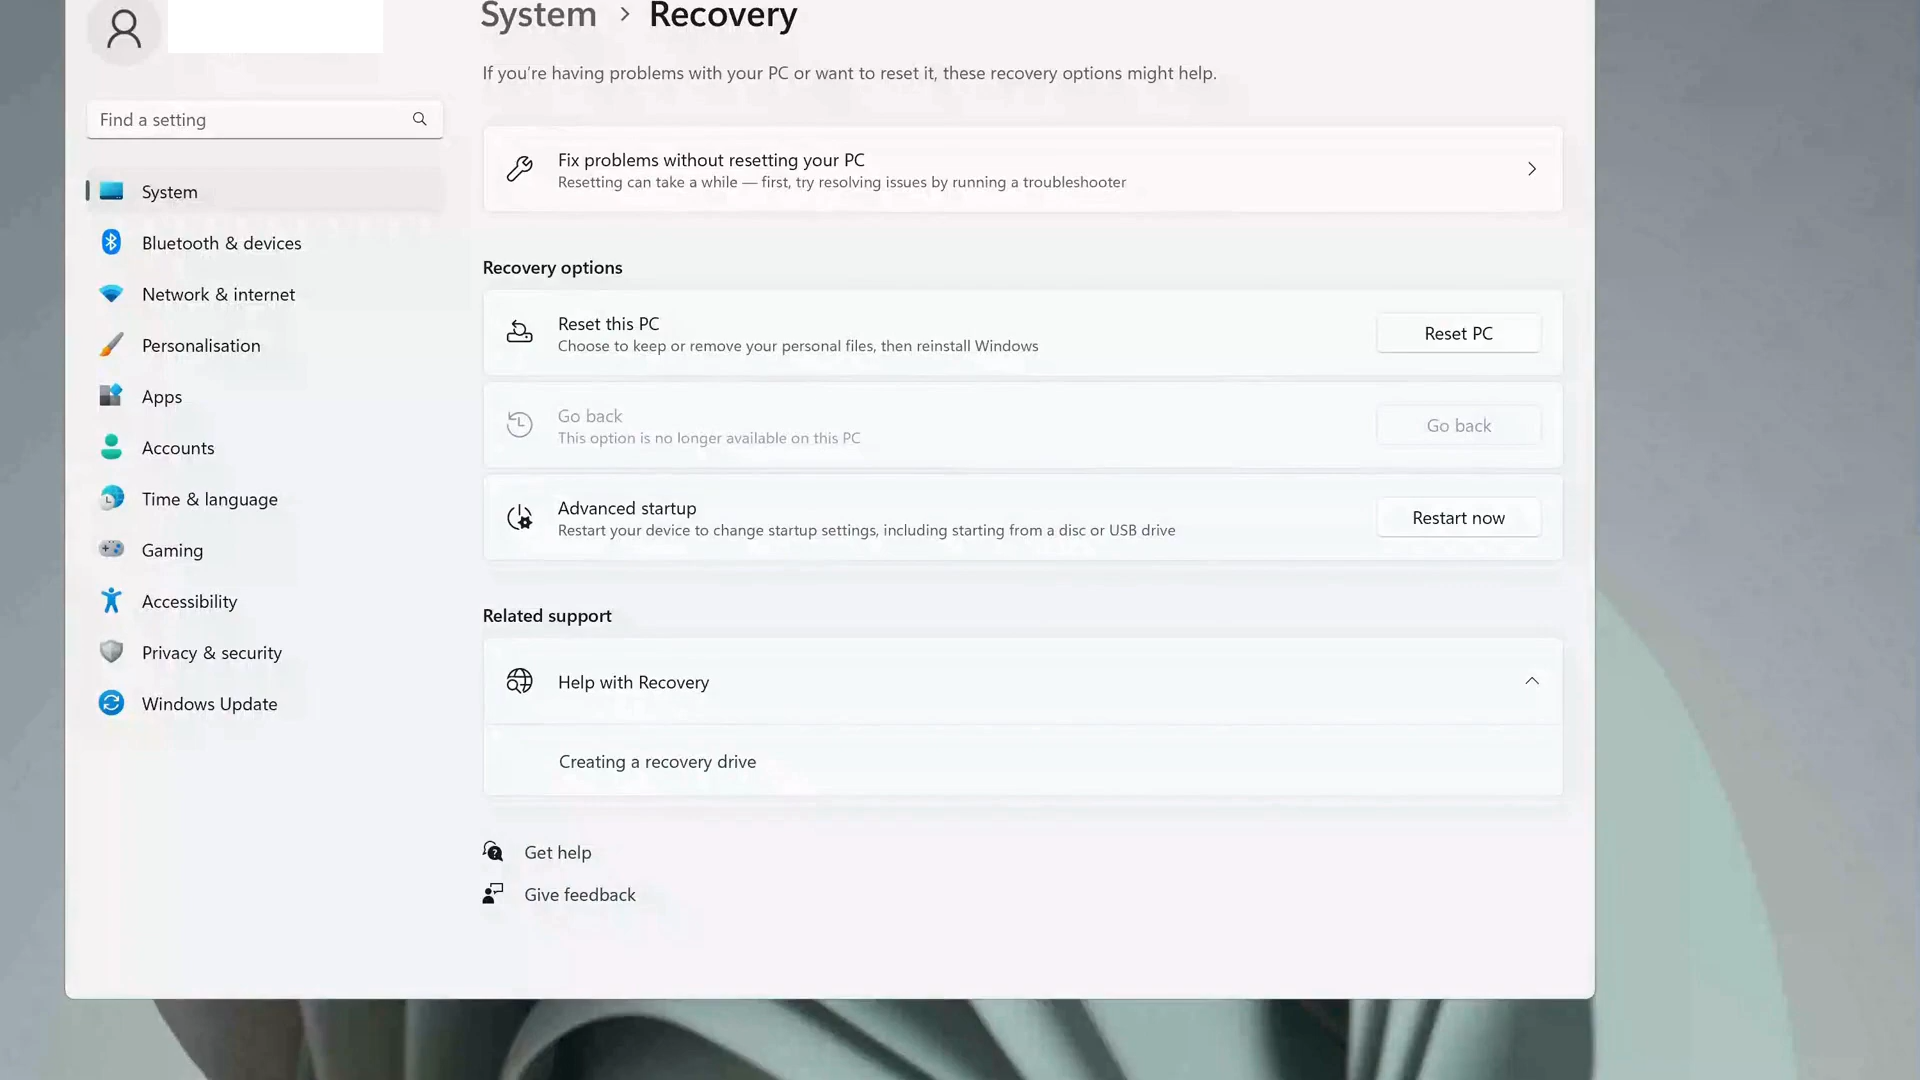 System > Recovery
If you're having problems with your PC or want to reset it, these recovery options might help.
Find a setting
System
Bluetooth & devices
Network & internet
Personalisation
Apps
Accounts
Time & language
Gaming
Accessibility
Privacy & security
Windows Update
Fix problems without resetting your PC
Resetting can take a while — first, try resolving issues by running a troubleshooter
Recovery options
Reset this PC
Choose to keep or remove your personal files, then reinstall Windows
Reset PC
Go back
This option is no longer available on this PC
Go back
Advanced startup
Restart your device to change startup settings, including starting from a disc or USB drive
Restart now
Related support
Help with Recovery
Creating a recovery drive
Get help
Give feedback